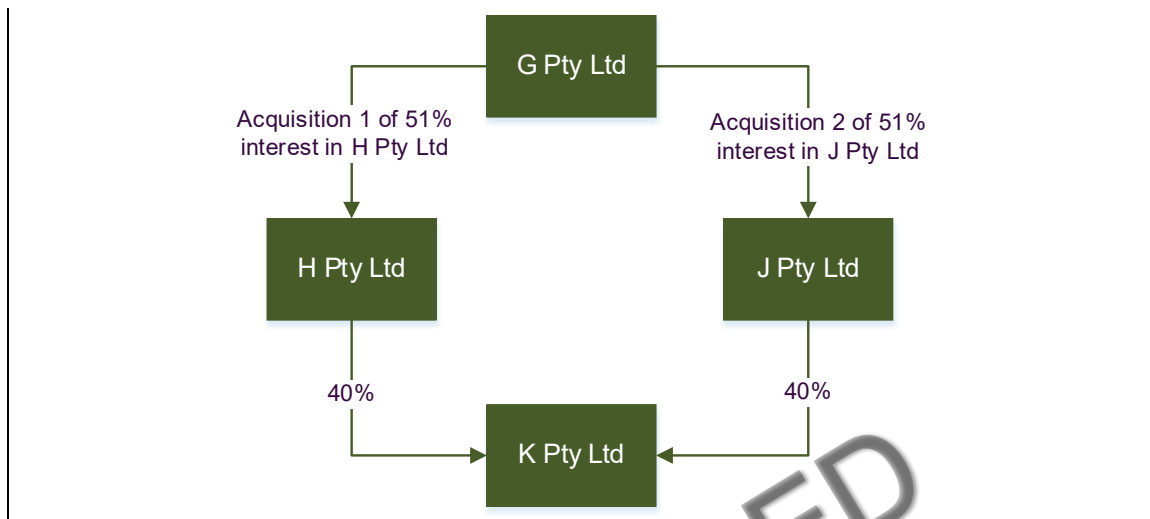 G Pty Ltd
Acquisition 1 of 51%
interest in H Pty Ltd
Acquisition 2 of 51%
interest in J Pty Ltd
H Pty Ltd
J Pty Ltd
40%
40%
K Pty Ltd